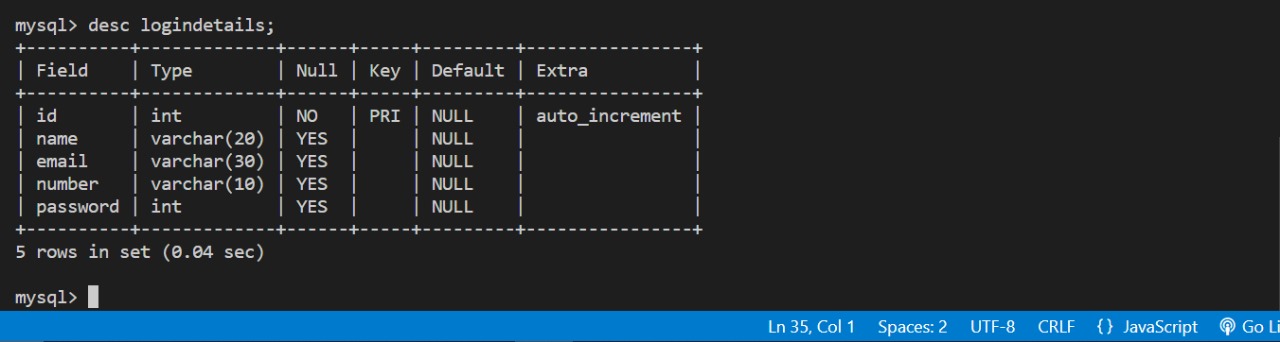 mysql> desc logindetails;
+----------+-------------+------+-----+---------+----------------+
| Field    | Type        | Null | Key | Default | Extra          |
+----------+-------------+------+-----+---------+----------------+
| id       | int         | NO   | PRI | NULL    | auto_increment |
| name     | varchar(20) | YES  |     | NULL    |                |
| email    | varchar(30) | YES  |     | NULL    |                |
| number   | varchar(10) | YES  |     | NULL    |                |
| password | int         | YES  |     | NULL    |                |
+----------+-------------+------+-----+---------+----------------+
5 rows in set (0.04 sec)
mysql>
Ln 35, Col 1 Spaces: 2 UTF-8 CRLF {} JavaScript Go Li